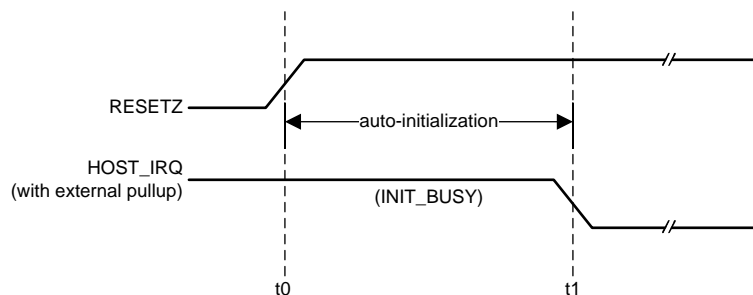 RESETZ
auto-initialization
HOST_IRQ
(with external pullup)
(INIT_BUSY)
t0
t1